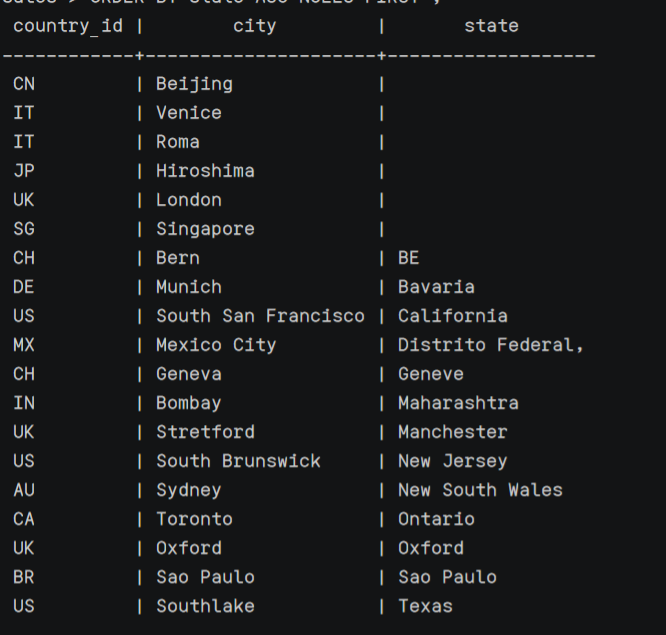 country_id |        city         |       state
------------+---------------------+-------------------
CN         | Beijing             |
IT         | Venice              |
IT         | Roma                |
JP         | Hiroshima           |
UK         | London              |
SG         | Singapore           |
CH         | Bern                | BE
DE         | Munich              | Bavaria
US         | South San Francisco | California
MX         | Mexico City         | Distrito Federal,
CH         | Geneva              | Geneve
IN         | Bombay              | Maharashtra
UK         | Stretford           | Manchester
US         | South Brunswick     | New Jersey
AU         | Sydney              | New South Wales
CA         | Toronto             | Ontario
UK         | Oxford              | Oxford
BR         | Sao Paulo           | Sao Paulo
US         | Southlake           | Texas